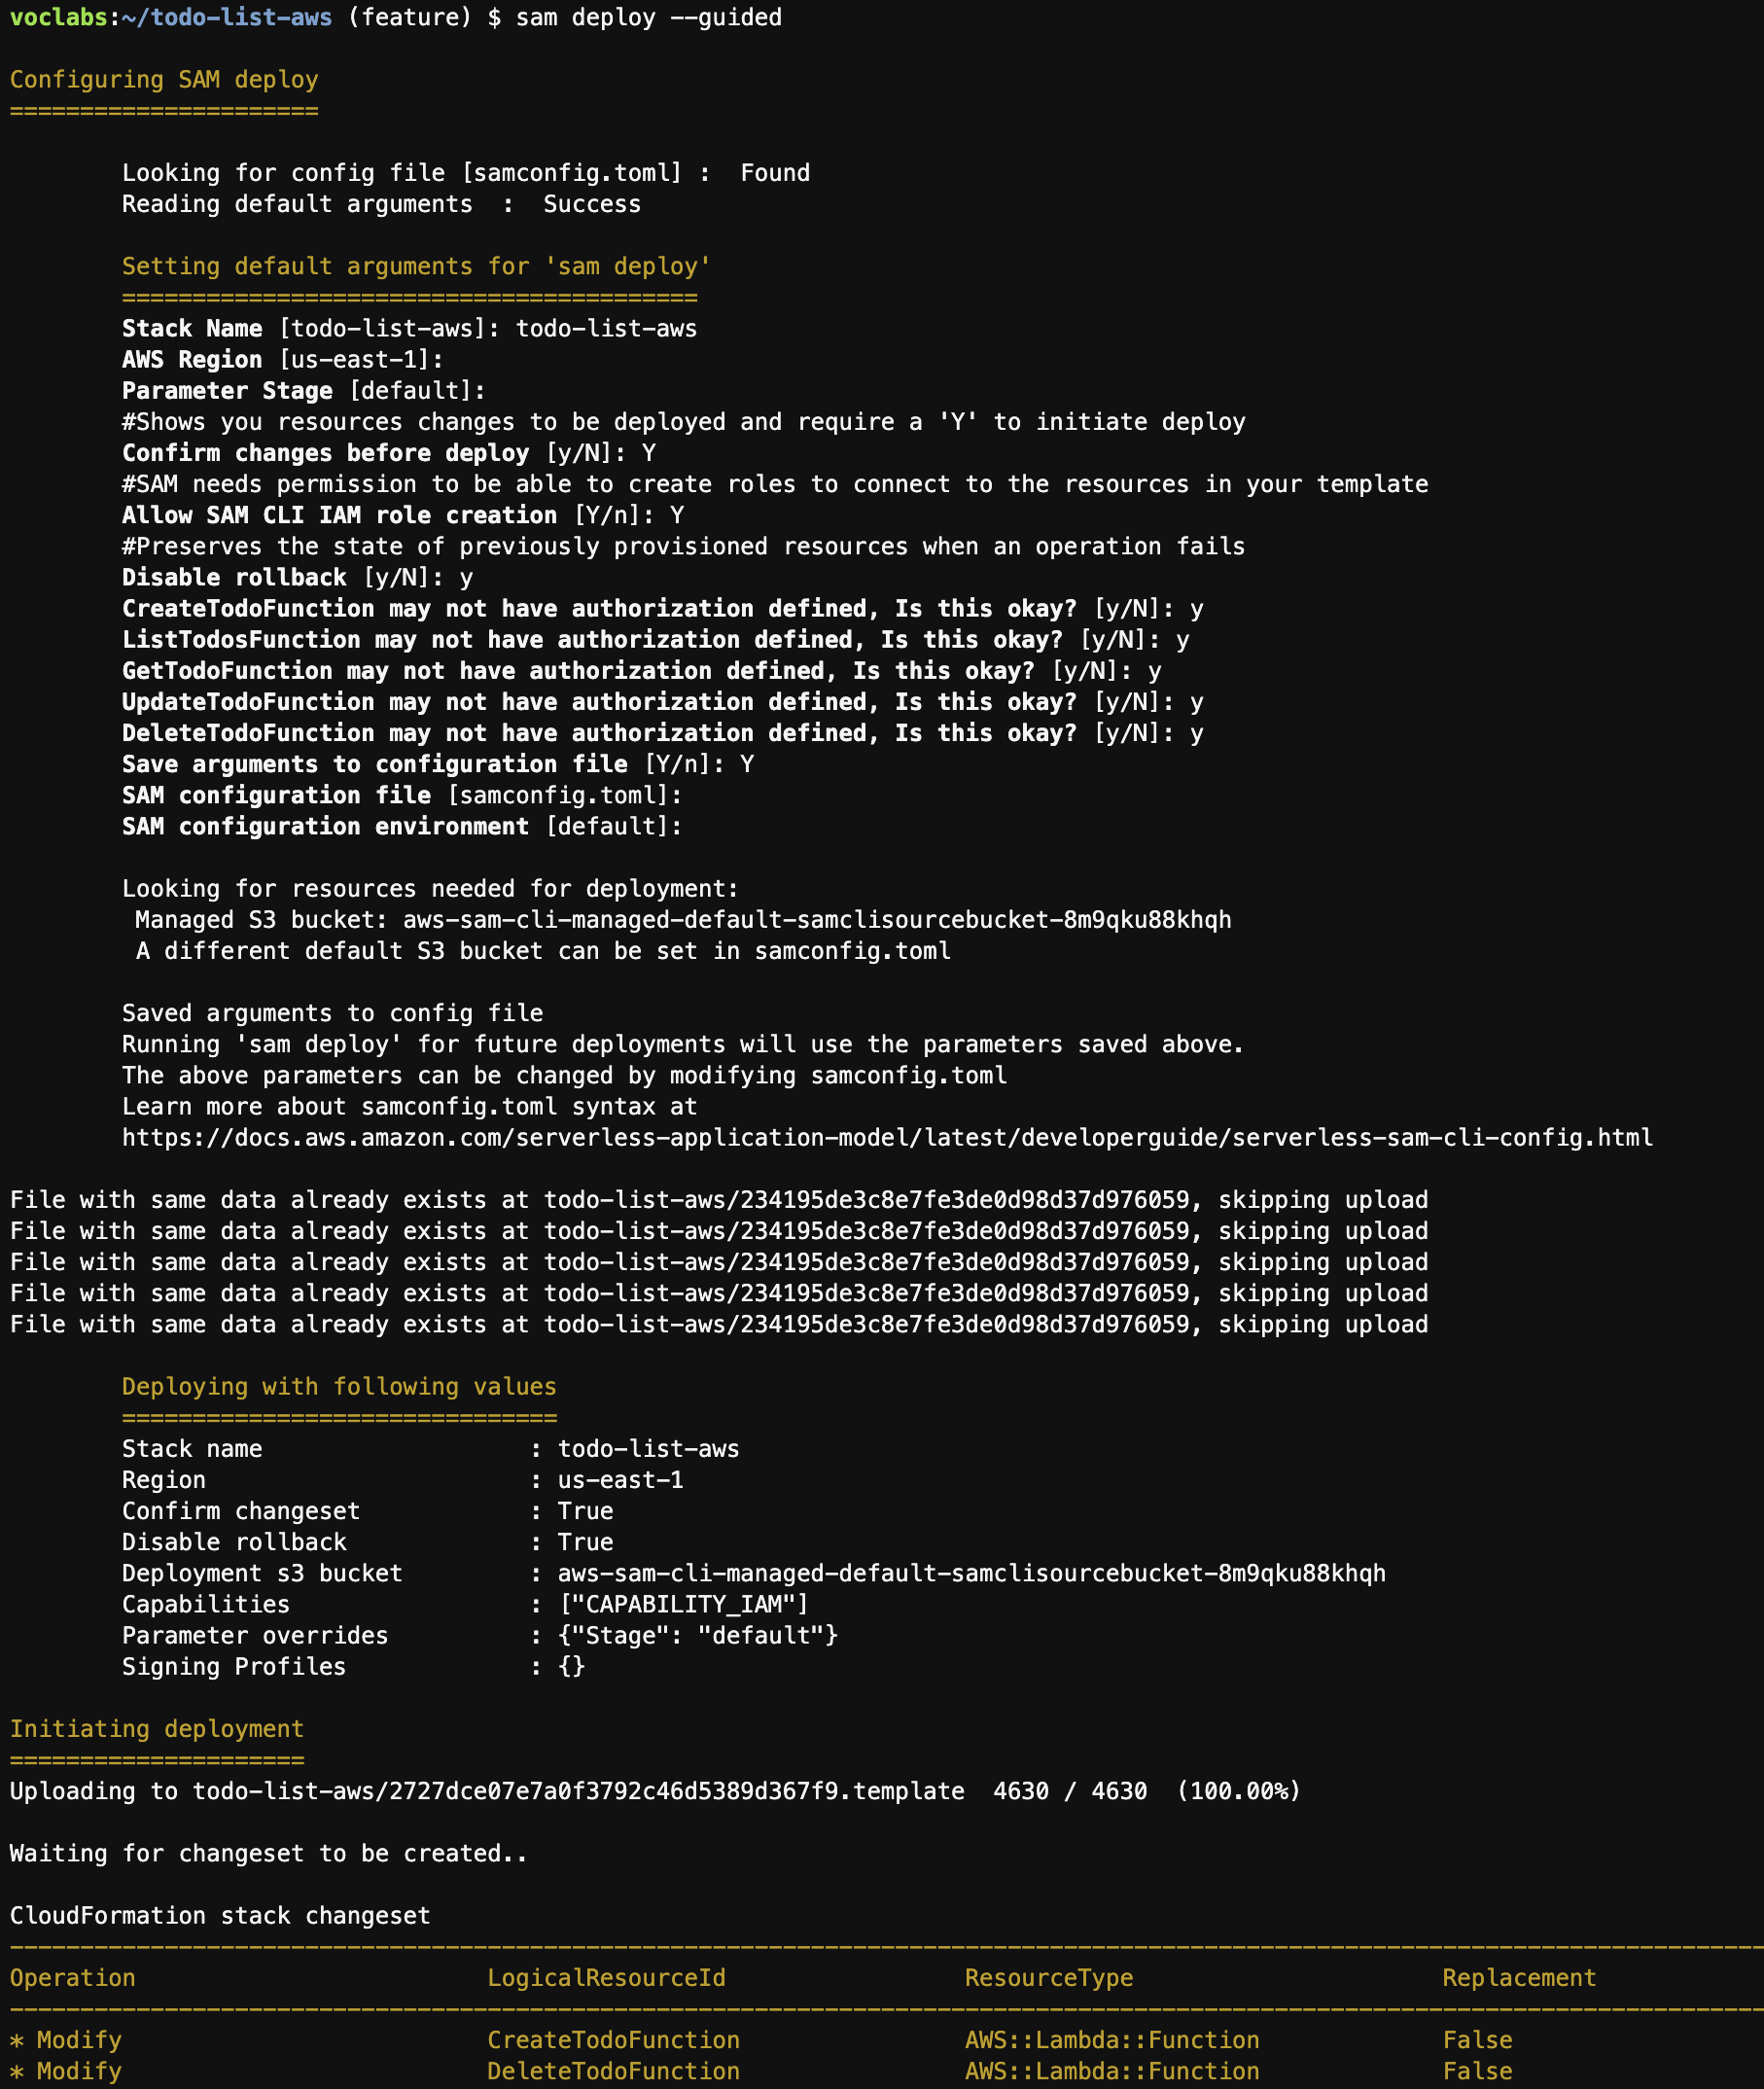 voclabs:~/todo-list-aws (feature) $ sam deploy --guided
Configuring SAM deploy
======================
Looking for config file [samconfig.toml] :  Found
Reading default arguments  :  Success
Setting default arguments for 'sam deploy'
=========================================
Stack Name [todo-list-aws]: todo-list-aws
AWS Region [us-east-1]:
Parameter Stage [default]:
#Shows you resources changes to be deployed and require a 'Y' to initiate deploy
Confirm changes before deploy [y/N]: Y
#SAM needs permission to be able to create roles to connect to the resources in your template
Allow SAM CLI IAM role creation [Y/n]: Y
#Preserves the state of previously provisioned resources when an operation fails
Disable rollback [y/N]: y
CreateTodoFunction may not have authorization defined, Is this okay? [y/N]: y
ListTodosFunction may not have authorization defined, Is this okay? [y/N]: y
GetTodoFunction may not have authorization defined, Is this okay? [y/N]: y
UpdateTodoFunction may not have authorization defined, Is this okay? [y/N]: y
DeleteTodoFunction may not have authorization defined, Is this okay? [y/N]: y
Save arguments to configuration file [Y/n]: Y
SAM configuration file [samconfig.toml]:
SAM configuration environment [default]:
Looking for resources needed for deployment:
Managed S3 bucket: aws-sam-cli-managed-default-samclisourcebucket-8m9qku88khqh
A different default S3 bucket can be set in samconfig.toml
Saved arguments to config file
Running 'sam deploy' for future deployments will use the parameters saved above.
The above parameters can be changed by modifying samconfig.toml
Learn more about samconfig.toml syntax at
https://docs.aws.amazon.com/serverless-application-model/latest/developerguide/serverless-sam-cli-config.html
File with same data already exists at todo-list-aws/234195de3c8e7fe3de0d98d37d976059, skipping upload
File with same data already exists at todo-list-aws/234195de3c8e7fe3de0d98d37d976059, skipping upload
File with same data already exists at todo-list-aws/234195de3c8e7fe3de0d98d37d976059, skipping upload
File with same data already exists at todo-list-aws/234195de3c8e7fe3de0d98d37d976059, skipping upload
File with same data already exists at todo-list-aws/234195de3c8e7fe3de0d98d37d976059, skipping upload
Deploying with following values
===============================
Stack name                   : todo-list-aws
Region                       : us-east-1
Confirm changeset            : True
Disable rollback             : True
Deployment s3 bucket         : aws-sam-cli-managed-default-samclisourcebucket-8m9qku88khqh
Capabilities                 : ["CAPABILITY_IAM"]
Parameter overrides          : {"Stage": "default"}
Signing Profiles             : {}
Initiating deployment
=====================
Uploading to todo-list-aws/2727dce07e7a0f3792c46d5389d367f9.template  4630 / 4630  (100.00%)
Waiting for changeset to be created..
CloudFormation stack changeset
Operation                         LogicalResourceId                 ResourceType                      Replacement
* Modify                          CreateTodoFunction                AWS::Lambda::Function             False
* Modify                          DeleteTodoFunction                AWS::Lambda::Function             False